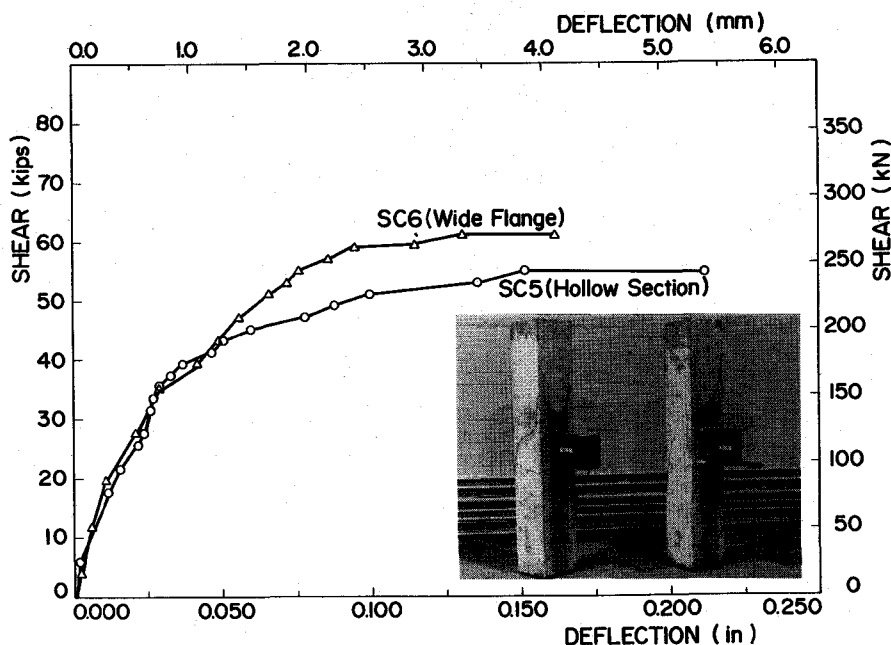 DEFLECTION (mm)
0.0 1.0 2.0 3.0 4.0 5.0 6.0
SHEAR (kips)
80
70
60
50
40
30
20
10
0
SHEAR (kN)
350
300
250
200
150
100
50
0
SC6 (Wide Flange)
SC5 (Hollow Section)
0.000 0.050 0.100 0.150 0.200 0.250
DEFLECTION (in)